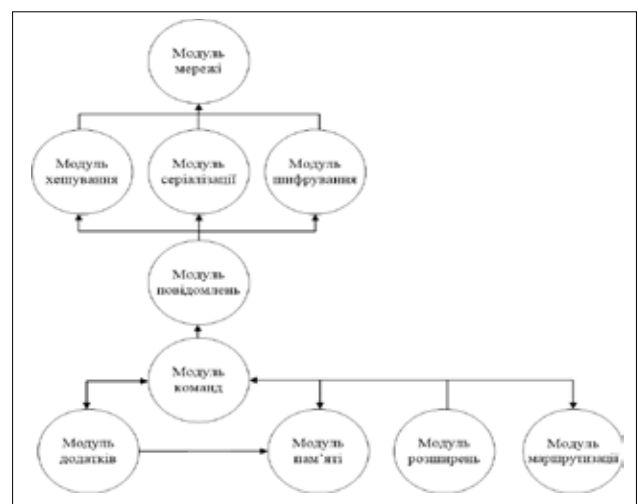 Модуль
мережі
Модуль
хешування
Модуль
серіалізації
Модуль
шифрування
Модуль
повідомлень
Модуль
команд
Модуль
додатків
Модуль
пам'яті
Модуль
розширень
Модуль
маршрутизації